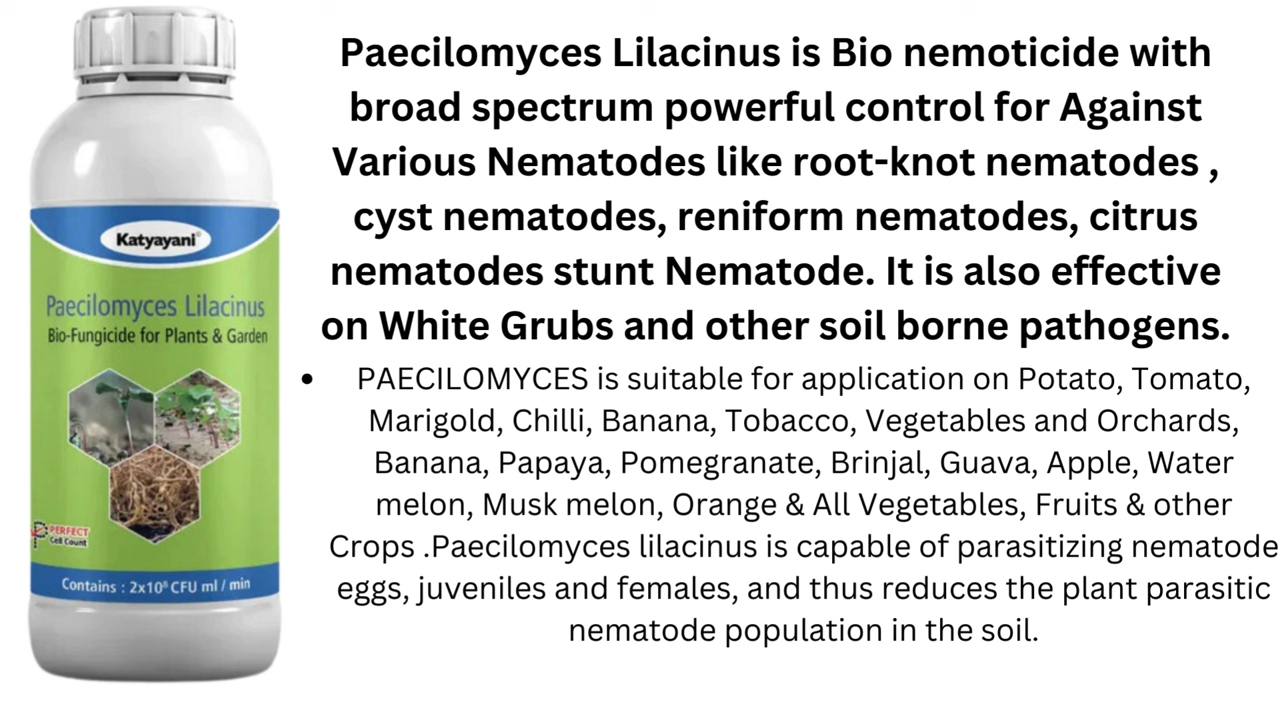 Katyayani®
Paecilomyces Lilacinus
Bio-Fungicide for Plants & Garden
PERFECT
Cell Count
Contains : 2x10⁸ CFU ml / min
Paecilomyces Lilacinus is Bio nemoticide with
broad spectrum powerful control for Against
Various Nematodes like root-knot nematodes ,
cyst nematodes, reniform nematodes, citrus
nematodes stunt Nematode. It is also effective
on White Grubs and other soil borne pathogens.
• PAECILOMYCES is suitable for application on Potato, Tomato,
Marigold, Chilli, Banana, Tobacco, Vegetables and Orchards,
Banana, Papaya, Pomegranate, Brinjal, Guava, Apple, Water
melon, Musk melon, Orange & All Vegetables, Fruits & other
Crops .Paecilomyces lilacinus is capable of parasitizing nematode
eggs, juveniles and females, and thus reduces the plant parasitic
nematode population in the soil.